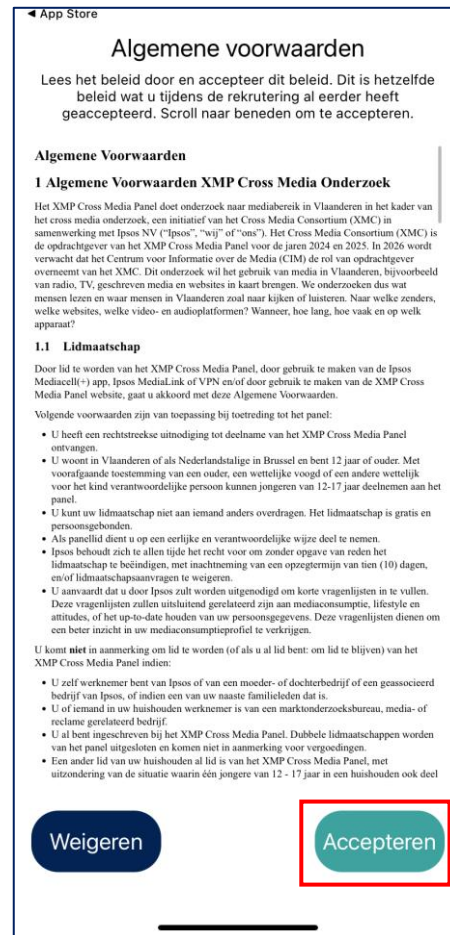 ◀ App Store
Algemene voorwaarden
Lees het beleid door en accepteer dit beleid. Dit is hetzelfde
beleid wat u tijdens de rekrutering al eerder heeft
geaccepteerd. Scroll naar beneden om te accepteren.
Algemene Voorwaarden
1 Algemene Voorwaarden XMP Cross Media Onderzoek
Het XMP Cross Media Panel doet onderzoek naar mediabereik in Vlaanderen in het kader van
het cross media onderzoek, een initiatief van het Cross Media Consortium (XMC) in
samenwerking met Ipsos NV (“Ipsos”, “wij” of “ons”). Het Cross Media Consortium (XMC) is
de opdrachtgever van het XMP Cross Media Panel voor de jaren 2024 en 2025. In 2026 wordt
verwacht dat het Centrum voor Informatie over de Media (CIM) de rol van opdrachtgever
overneemt van het XMC. Dit onderzoek wil het gebruik van media in Vlaanderen, bijvoorbeeld
van radio, TV, geschreven media en websites in kaart brengen. We onderzoeken dus wat
mensen lezen en waar mensen in Vlaanderen zoal naar kijken of luisteren. Naar welke zenders,
welke websites, welke video- en audioplatformen? Wanneer, hoe lang, hoe vaak en op welk
apparaat?
1.1 Lidmaatschap
Door lid te worden van het XMP Cross Media Panel, door gebruik te maken van de Ipsos
Mediacell(+) app, Ipsos MediaLink of VPN en/of door gebruik te maken van de XMP Cross
Media Panel website, gaat u akkoord met deze Algemene Voorwaarden.
Volgende voorwaarden zijn van toepassing bij toetreding tot het panel:
• U heeft een rechtstreekse uitnodiging tot deelname van het XMP Cross Media Panel
ontvangen.
• U woont in Vlaanderen of als Nederlandstalige in Brussel en bent 12 jaar of ouder. Met
voorafgaande toestemming van een ouder, een wettelijke voogd of een andere wettelijk
voor het kind verantwoordelijke persoon kunnen jongeren van 12-17 jaar deelnemen aan het
panel.
• U kunt uw lidmaatschap niet aan iemand anders overdragen. Het lidmaatschap is gratis en
persoonsgebonden.
• Als panellid dient u op een eerlijke en verantwoordelijke wijze deel te nemen.
• Ipsos behoudt zich te allen tijde het recht voor om zonder opgave van reden het
lidmaatschap te beëindigen, met inachtneming van een opzegtermijn van tien (10) dagen,
en/of lidmaatschapsaanvragen te weigeren.
• U aanvaardt dat u door Ipsos zult worden uitgenodigd om korte vragenlijsten in te vullen.
Deze vragenlijsten zullen uitsluitend gerelateerd zijn aan mediaconsumptie, lifestyle en
attitudes, of het up-to-date houden van uw persoonsgegevens. Deze vragenlijsten dienen om
een beter inzicht in uw mediaconsumptieprofiel te verkrijgen.
U komt niet in aanmerking om lid te worden (of als u al lid bent: om lid te blijven) van het
XMP Cross Media Panel indien:
• U zelf werknemer bent van Ipsos of van een moeder- of dochterbedrijf of een geassocieerd
bedrijf van Ipsos, of indien een van uw naaste familieleden dat is.
• U of iemand in uw huishouden werknemer is van een marktonderzoeksbureau, media- of
reclame gerelateerd bedrijf.
• U al bent ingeschreven bij het XMP Cross Media Panel. Dubbele lidmaatschappen worden
van het panel uitgesloten en komen niet in aanmerking voor vergoedingen.
• Een ander lid van uw huishouden al lid is van het XMP Cross Media Panel, met
uitzondering van de situatie waarin één jongere van 12 - 17 jaar in een huishouden ook deel
Weigeren
Accepteren